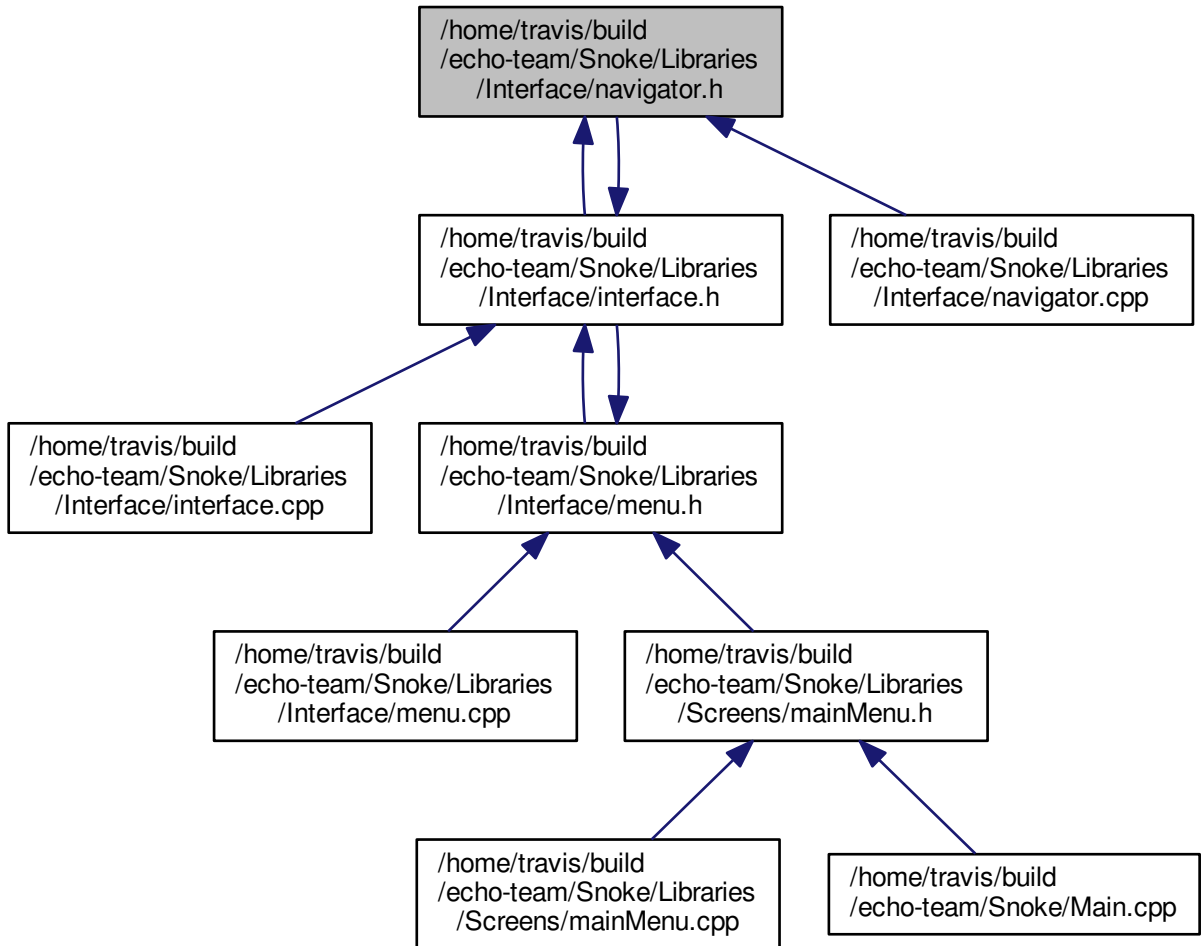 /home/travis/build
/echo-team/Snoke/Libraries
/Interface/navigator.h
/home/travis/build
/echo-team/Snoke/Libraries
/Interface/interface.h
/home/travis/build
/echo-team/Snoke/Libraries
/Interface/navigator.cpp
/home/travis/build
/echo-team/Snoke/Libraries
/Interface/interface.cpp
/home/travis/build
/echo-team/Snoke/Libraries
/Interface/menu.h
/home/travis/build
/echo-team/Snoke/Libraries
/Interface/menu.cpp
/home/travis/build
/echo-team/Snoke/Libraries
/Screens/mainMenu.h
/home/travis/build
/echo-team/Snoke/Libraries
/Screens/mainMenu.cpp
/home/travis/build
/echo-team/Snoke/Main.cpp